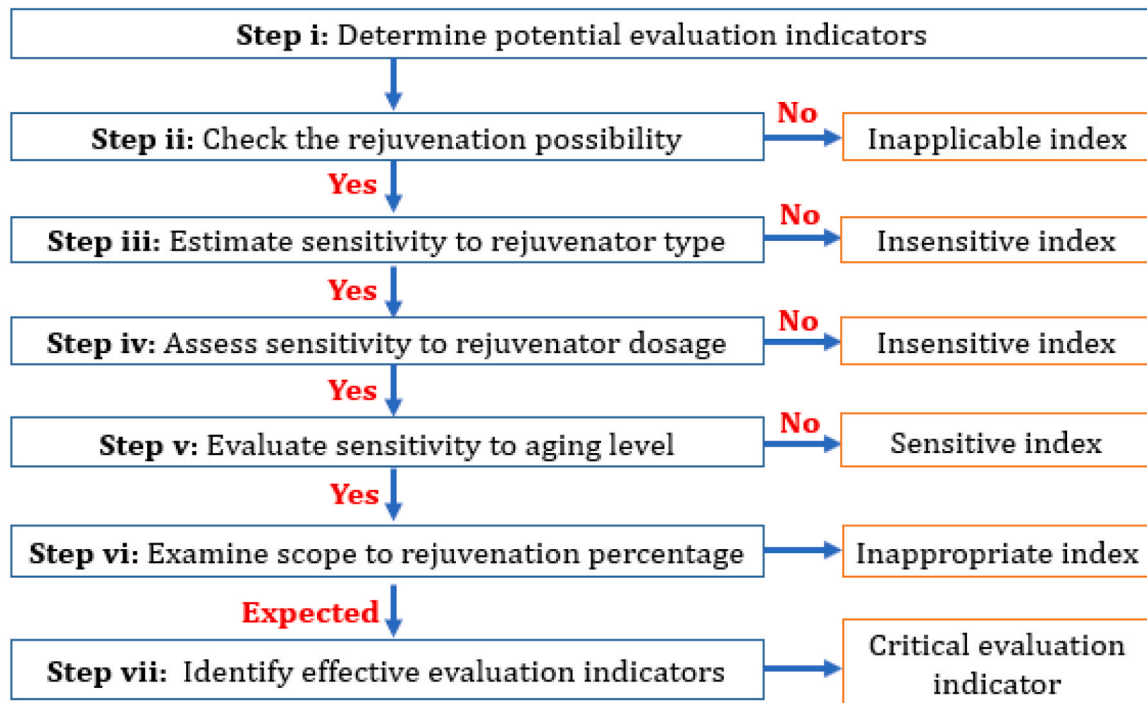 Step i: Determine potential evaluation indicators
No
Step ii: Check the rejuvenation possibility
Inapplicable index
Yes
No
Step iii: Estimate sensitivity to rejuvenator type
Insensitive index
Yes
No
Step iv: Assess sensitivity to rejuvenator dosage
Insensitive index
Yes
No
Step v: Evaluate sensitivity to aging level
Sensitive index
Yes
Step vi: Examine scope to rejuvenation percentage
Inappropriate index
Expected
Step vii: Identify effective evaluation indicators
Critical evaluation
indicator